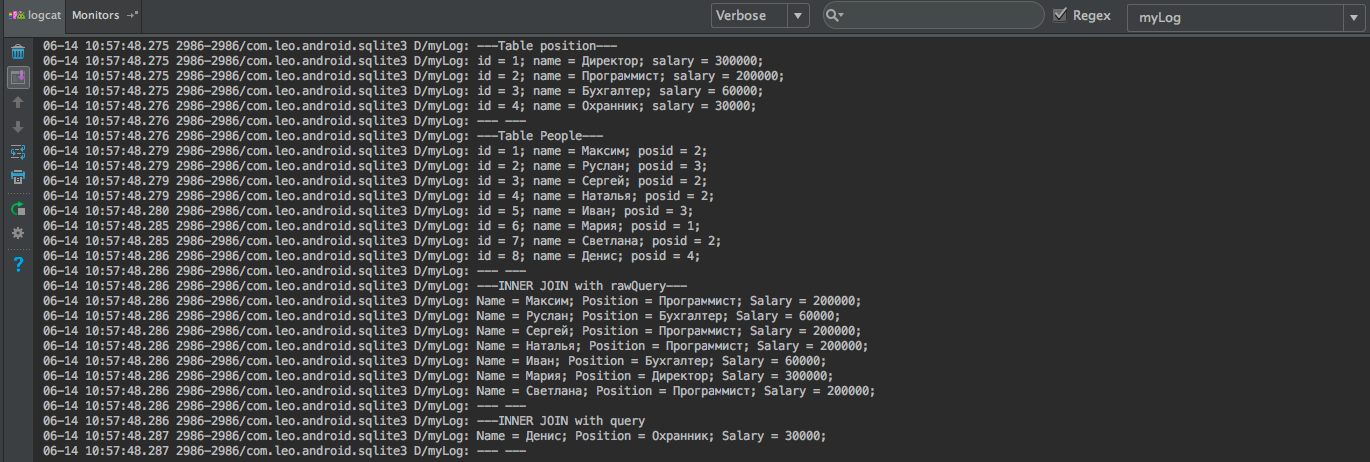 logcat Monitors Verbose Regex myLog
06-14 10:57:48.275 2986-2986/com.leo.android.sqlite3 D/myLog: ---Table position---
06-14 10:57:48.275 2986-2986/com.leo.android.sqlite3 D/myLog: id = 1; name = Директор; salary = 300000;
06-14 10:57:48.275 2986-2986/com.leo.android.sqlite3 D/myLog: id = 2; name = Программист; salary = 200000;
06-14 10:57:48.275 2986-2986/com.leo.android.sqlite3 D/myLog: id = 3; name = Бухгалтер; salary = 60000;
06-14 10:57:48.276 2986-2986/com.leo.android.sqlite3 D/myLog: id = 4; name = Охранник; salary = 30000;
06-14 10:57:48.276 2986-2986/com.leo.android.sqlite3 D/myLog: --- ---
06-14 10:57:48.276 2986-2986/com.leo.android.sqlite3 D/myLog: ---Table People---
06-14 10:57:48.279 2986-2986/com.leo.android.sqlite3 D/myLog: id = 1; name = Максим; posid = 2;
06-14 10:57:48.279 2986-2986/com.leo.android.sqlite3 D/myLog: id = 2; name = Руслан; posid = 3;
06-14 10:57:48.279 2986-2986/com.leo.android.sqlite3 D/myLog: id = 3; name = Сергей; posid = 2;
06-14 10:57:48.279 2986-2986/com.leo.android.sqlite3 D/myLog: id = 4; name = Наталья; posid = 2;
06-14 10:57:48.280 2986-2986/com.leo.android.sqlite3 D/myLog: id = 5; name = Иван; posid = 3;
06-14 10:57:48.285 2986-2986/com.leo.android.sqlite3 D/myLog: id = 6; name = Мария; posid = 1;
06-14 10:57:48.285 2986-2986/com.leo.android.sqlite3 D/myLog: id = 7; name = Светлана; posid = 2;
06-14 10:57:48.286 2986-2986/com.leo.android.sqlite3 D/myLog: id = 8; name = Денис; posid = 4;
06-14 10:57:48.286 2986-2986/com.leo.android.sqlite3 D/myLog: --- ---
06-14 10:57:48.286 2986-2986/com.leo.android.sqlite3 D/myLog: ---INNER JOIN with rawQuery---
06-14 10:57:48.286 2986-2986/com.leo.android.sqlite3 D/myLog: Name = Максим; Position = Программист; Salary = 200000;
06-14 10:57:48.286 2986-2986/com.leo.android.sqlite3 D/myLog: Name = Руслан; Position = Бухгалтер; Salary = 60000;
06-14 10:57:48.286 2986-2986/com.leo.android.sqlite3 D/myLog: Name = Сергей; Position = Программист; Salary = 200000;
06-14 10:57:48.286 2986-2986/com.leo.android.sqlite3 D/myLog: Name = Наталья; Position = Программист; Salary = 200000;
06-14 10:57:48.286 2986-2986/com.leo.android.sqlite3 D/myLog: Name = Иван; Position = Бухгалтер; Salary = 60000;
06-14 10:57:48.286 2986-2986/com.leo.android.sqlite3 D/myLog: Name = Мария; Position = Директор; Salary = 300000;
06-14 10:57:48.286 2986-2986/com.leo.android.sqlite3 D/myLog: Name = Светлана; Position = Программист; Salary = 200000;
06-14 10:57:48.286 2986-2986/com.leo.android.sqlite3 D/myLog: --- ---
06-14 10:57:48.286 2986-2986/com.leo.android.sqlite3 D/myLog: ---INNER JOIN with query
06-14 10:57:48.287 2986-2986/com.leo.android.sqlite3 D/myLog: Name = Денис; Position = Охранник; Salary = 30000;
06-14 10:57:48.287 2986-2986/com.leo.android.sqlite3 D/myLog: --- ---